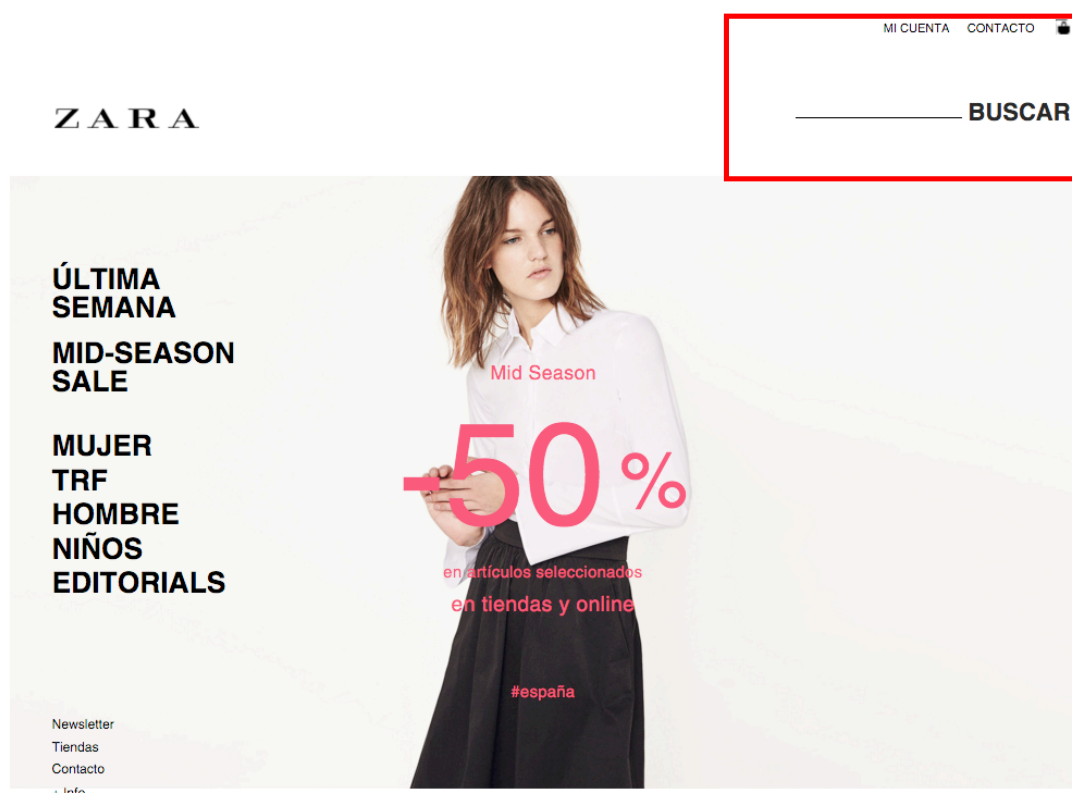 MI CUENTA CONTACTO
ZARA
BUSCAR
ÚLTIMA
SEMANA
MID-SEASON
SALE
MUJER
TRF
HOMBRE
NIÑOS
EDITORIALS
Mid Season
-50 %
en artículos seleccionados
en tiendas y online
#españa
Newsletter
Tiendas
Contacto
+ Info